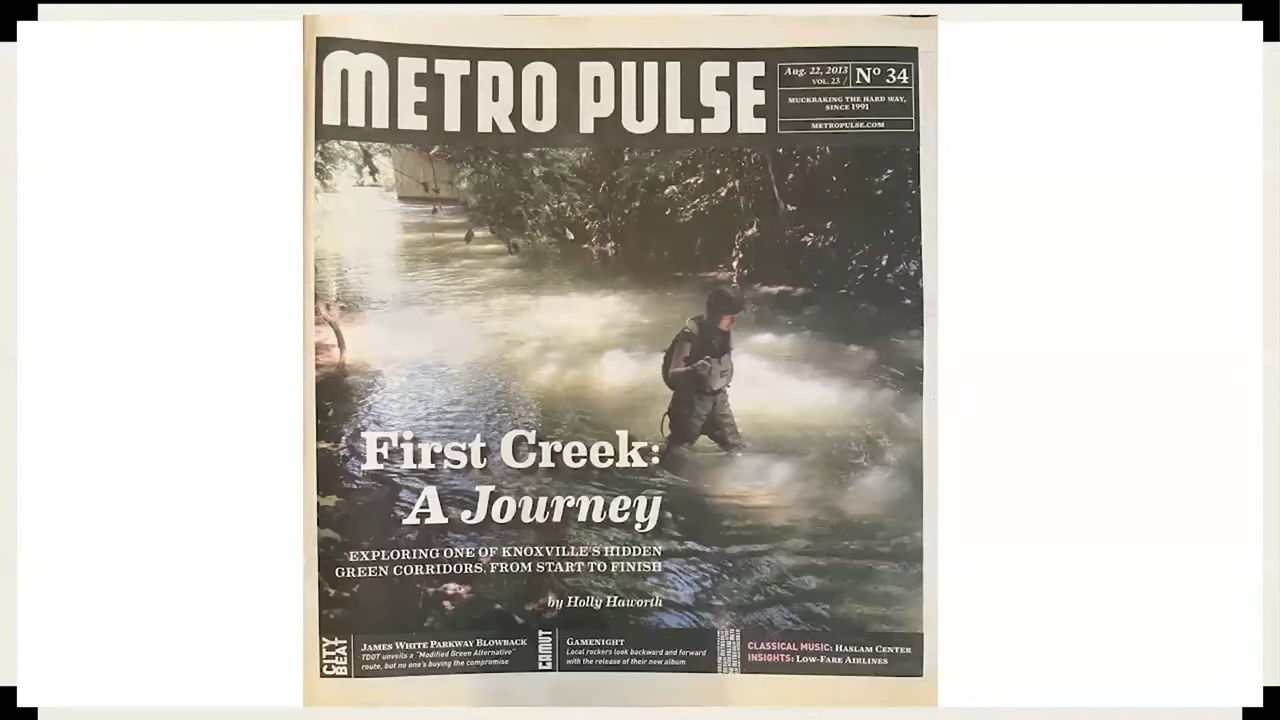 METRO PULSE
Aug. 22, 2013
VOL. 23 /
Nº 34
MUCKRAKING THE HARD WAY,
SINCE 1991
METROPULSE.COM
First Creek:
A Journey
EXPLORING ONE OF KNOXVILLE'S HIDDEN
GREEN CORRIDORS, FROM START TO FINISH
by Holly Haworth
CITY
BEAT
JAMES WHITE PARKWAY BLOWBACK
TDOT unveils a "Modified Green Alternative"
route, but no one's buying the compromise
GAMUT
GAMENIGHT
Local rockers look backward and forward
with the release of their new album
CLASSICAL MUSIC: HASLAM CENTER
INSIGHTS: LOW-FARE AIRLINES